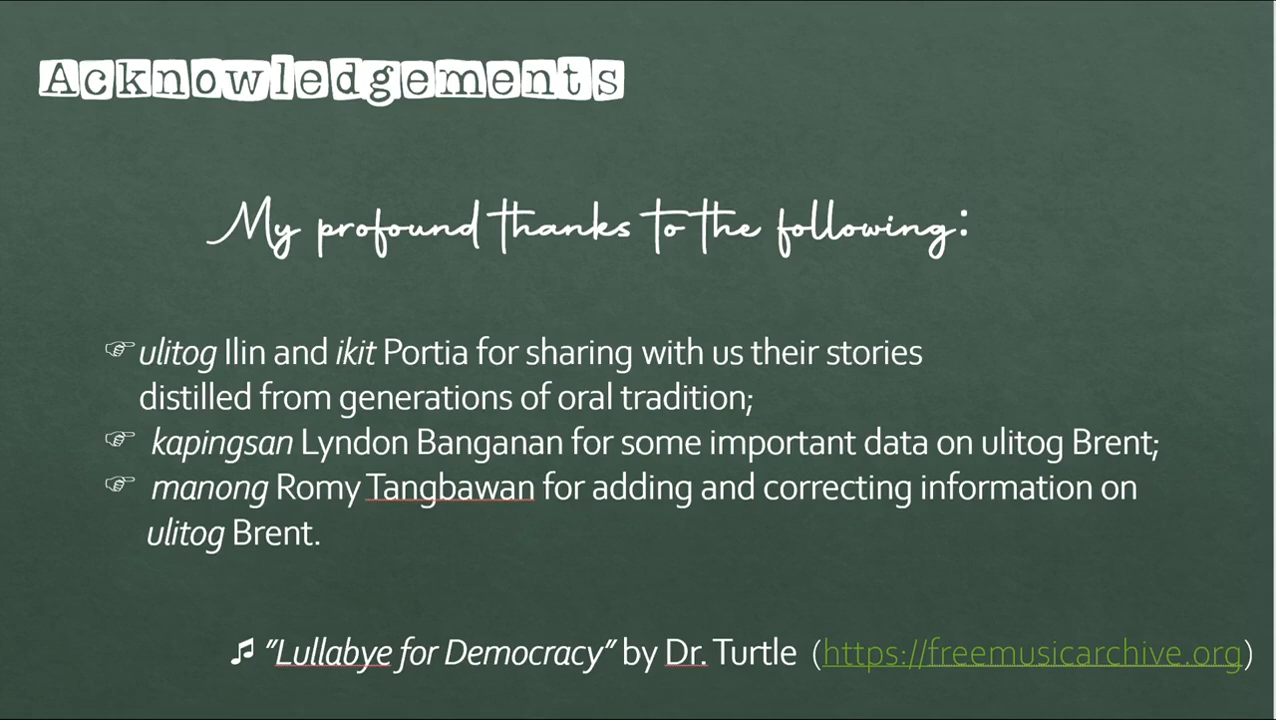 Acknowledgements
My profound thanks to the following:
☞ ulitog Ilin and ikit Portia for sharing with us their stories
distilled from generations of oral tradition;
☞ kapingsan Lyndon Banganan for some important data on ulitog Brent;
☞ manong Romy Tangbawan for adding and correcting information on
ulitog Brent.
♫ "Lullabye for Democracy" by Dr. Turtle (https://freemusicarchive.org)